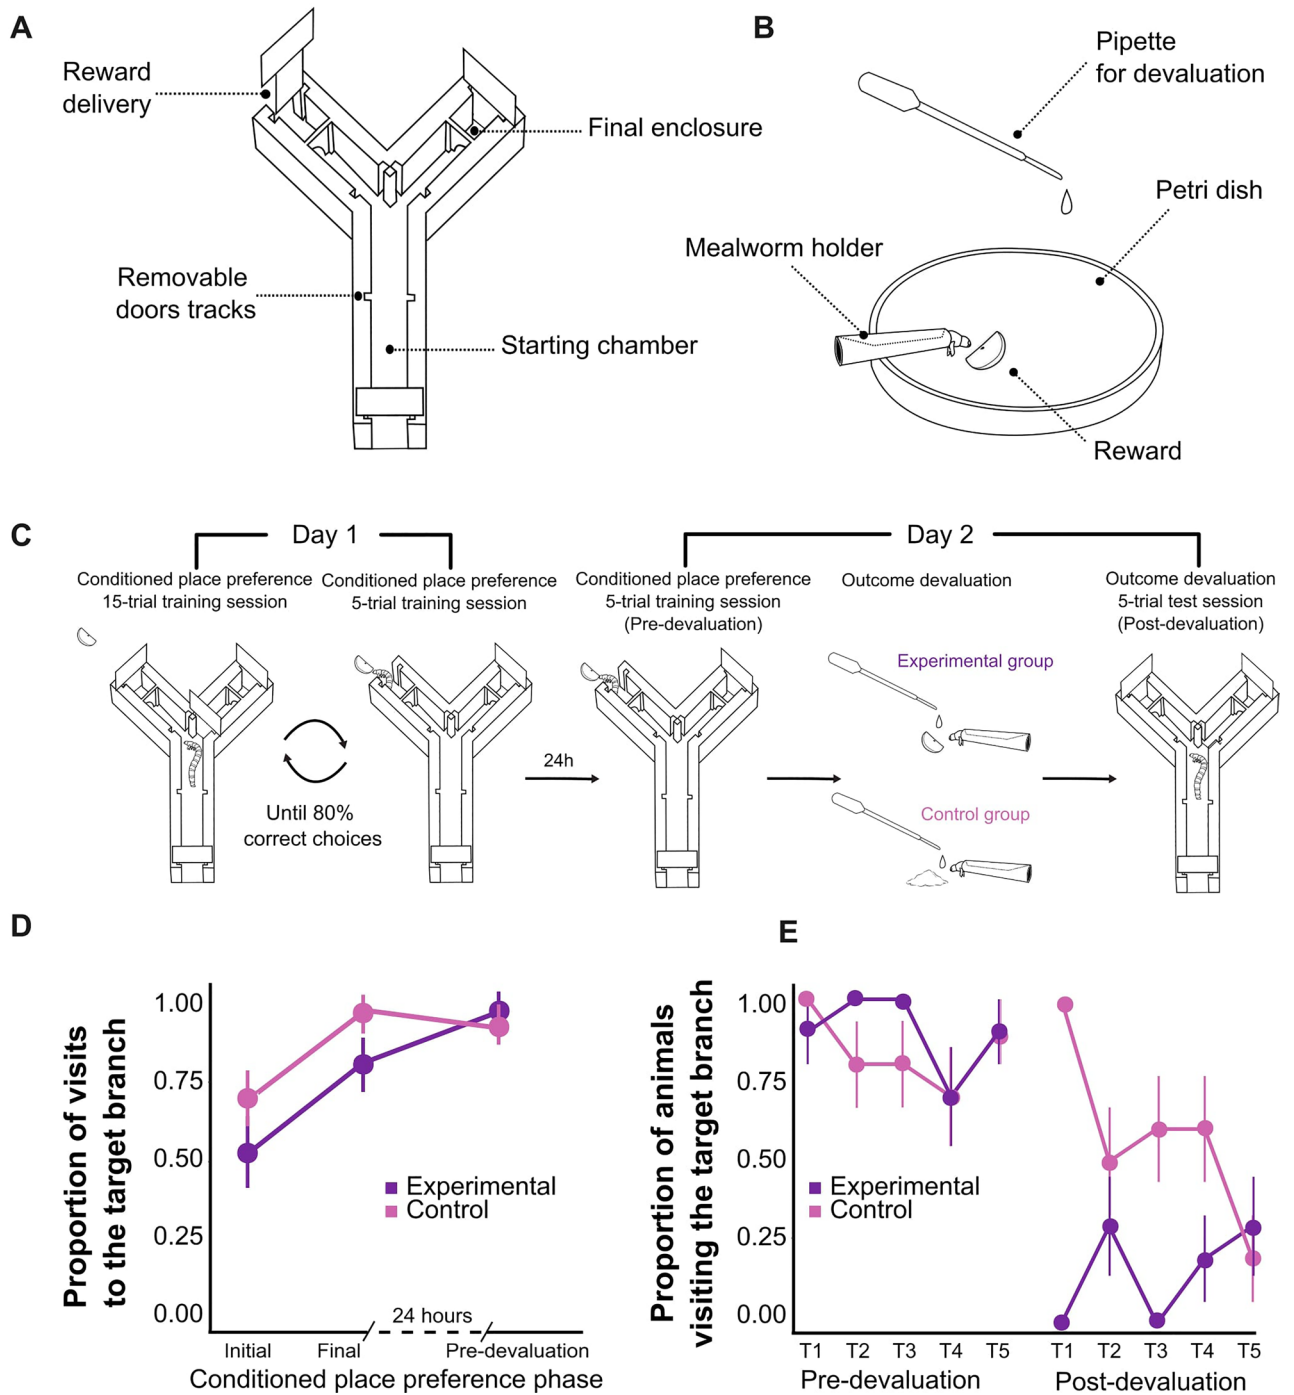 A
Reward
delivery
Final enclosure
Removable
doors tracks
Starting chamber
B
Pipette
for devaluation
Petri dish
Mealworm holder
Reward
C
Day 1
Day 2
Conditioned place preference
15-trial training session
Conditioned place preference
5-trial training session
Conditioned place preference
5-trial training session
(Pre-devaluation)
Outcome devaluation
Outcome devaluation
5-trial test session
(Post-devaluation)
Until 80%
correct choices
24h
Experimental group
Control group
D
Proportion of visits
to the target branch
1.00
0.75
0.50
0.25
0.00
Experimental
Control
24 hours
Initial
Final
Pre-devaluation
Conditioned place preference phase
E
Proportion of animals
visiting the target branch
1.00
0.75
0.50
0.25
0.00
Experimental
Control
T1 T2 T3 T4 T5
T1 T2 T3 T4 T5
Pre-devaluation
Post-devaluation